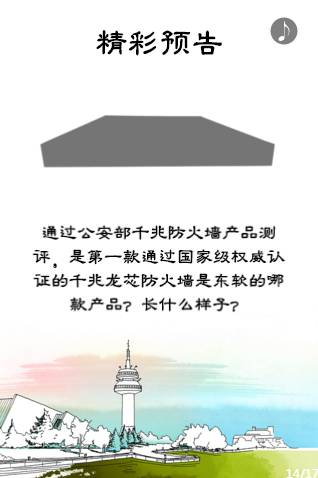 精彩预告
通过公安部千兆防火墙产品测
评，是第一款通过国家级权威认
证的千兆龙芯防火墙是东软的哪
款产品？长什么样子？
14/17